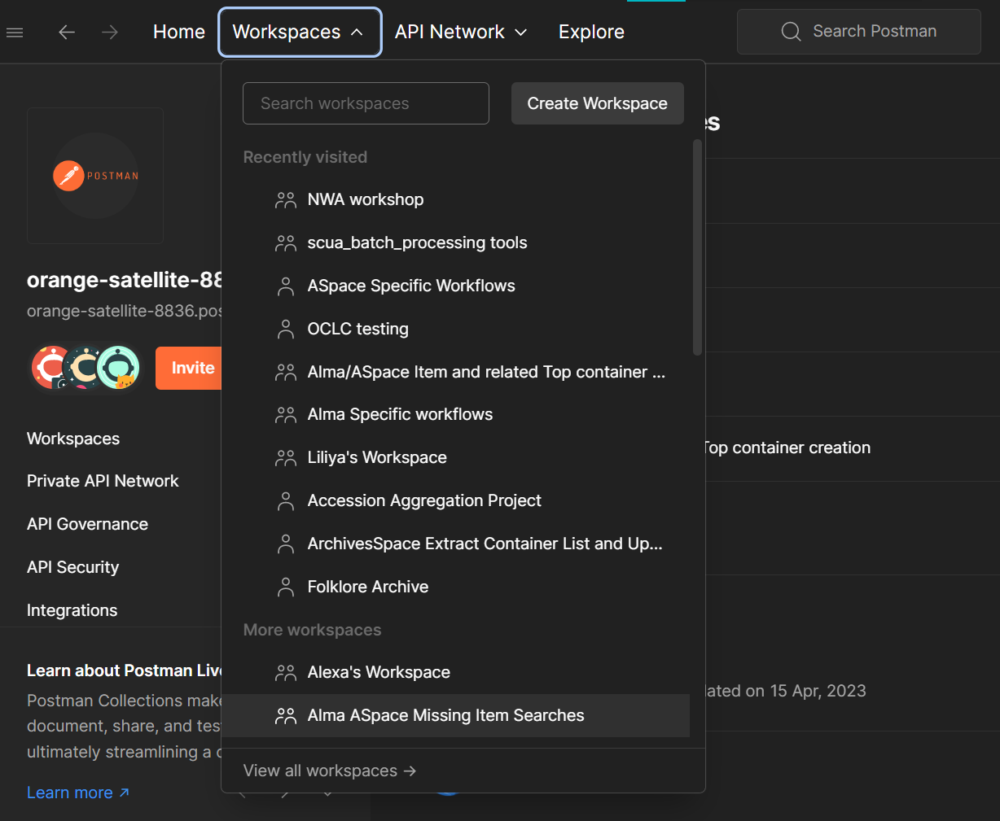 Home
Workspaces
API Network
Explore
Search Postman
Search workspaces
Create Workspace
Recently visited
NWA workshop
scua_batch_processing tools
ASpace Specific Workflows
OCLC testing
Alma/ASpace Item and related Top container ...
Alma Specific workflows
Liliya's Workspace
Accession Aggregation Project
ArchivesSpace Extract Container List and Up...
Folklore Archive
More workspaces
Alexa's Workspace
Alma ASpace Missing Item Searches
View all workspaces →
POSTMAN
orange-satellite-88
orange-satellite-8836.pos
Invite
Workspaces
Private API Network
API Governance
API Security
Integrations
Learn about Postman Live
Postman Collections make
document, share, and tes
ultimately streamlining a
Learn more ↗
es
Top container creation
lated on 15 Apr, 2023